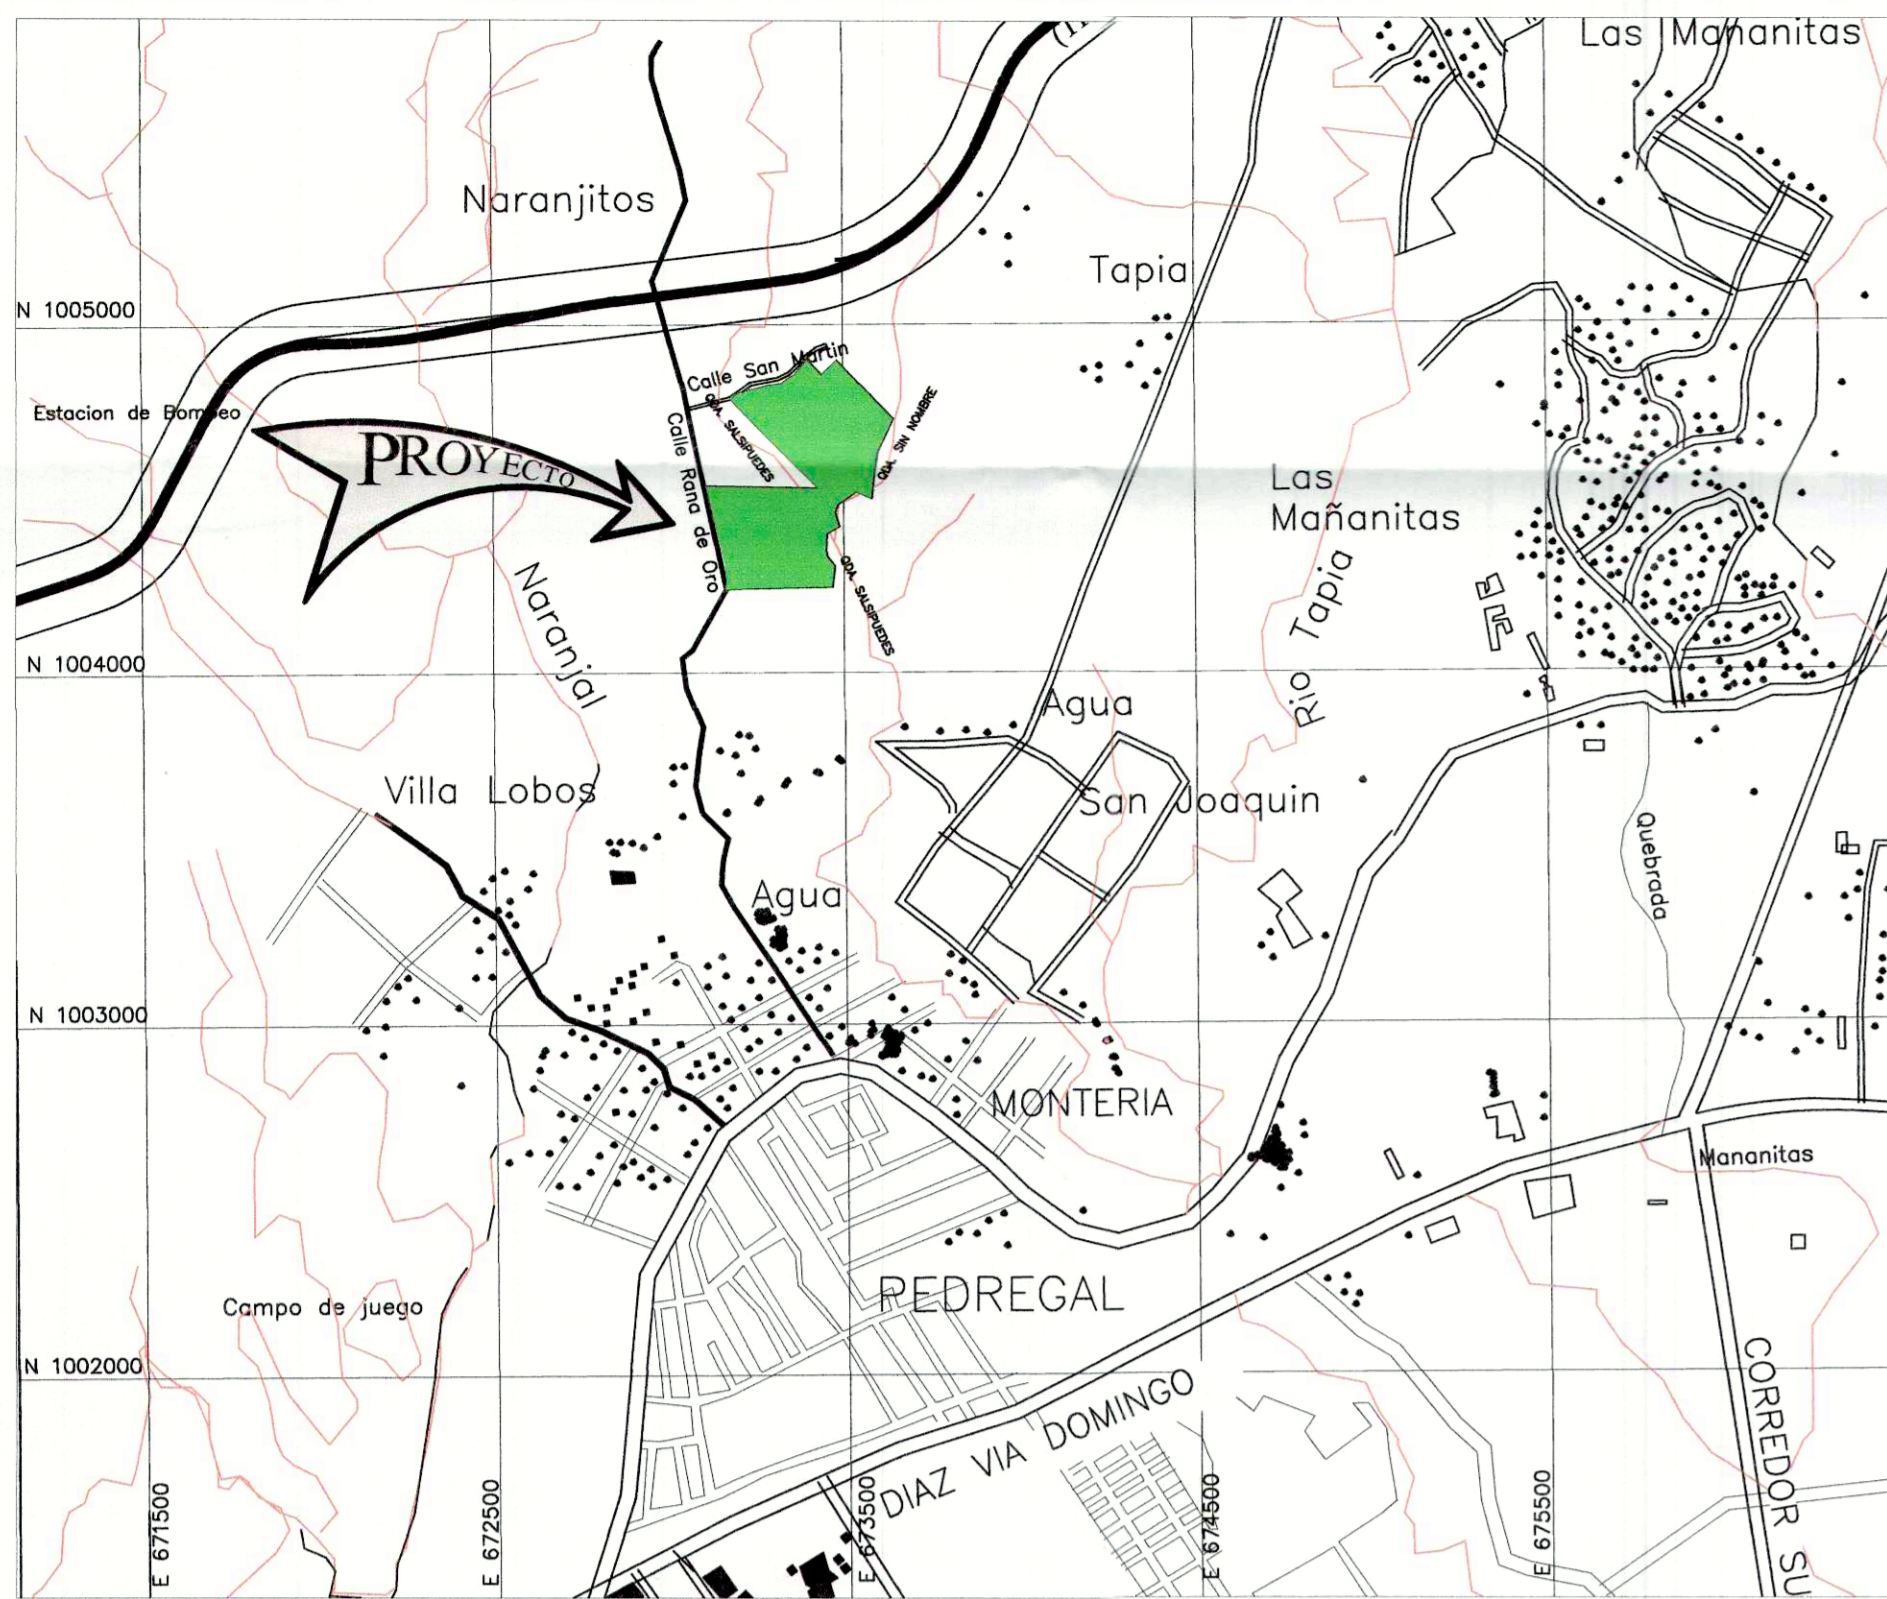 Las Mañanitas
Naranjitos
Tapia
N 1005000
Calle San Martin
Estacion de Bombeo
PROYECTO
QDA. SALSIPUEDES
QDA. SIN NOMBRE
Calle Rana de Oro
Las
Mañanitas
QDA. SALSIPUEDES
Naranjal
Rio Tapia
N 1004000
Agua
Villa Lobos
San Joaquin
Quebrada
Agua
N 1003000
MONTERIA
Mananitas
PEDREGAL
Campo de juego
N 1002000
DIAZ VIA DOMINGO
CORREDOR SU
E 671500
E 672500
E 673500
E 674500
E 675500